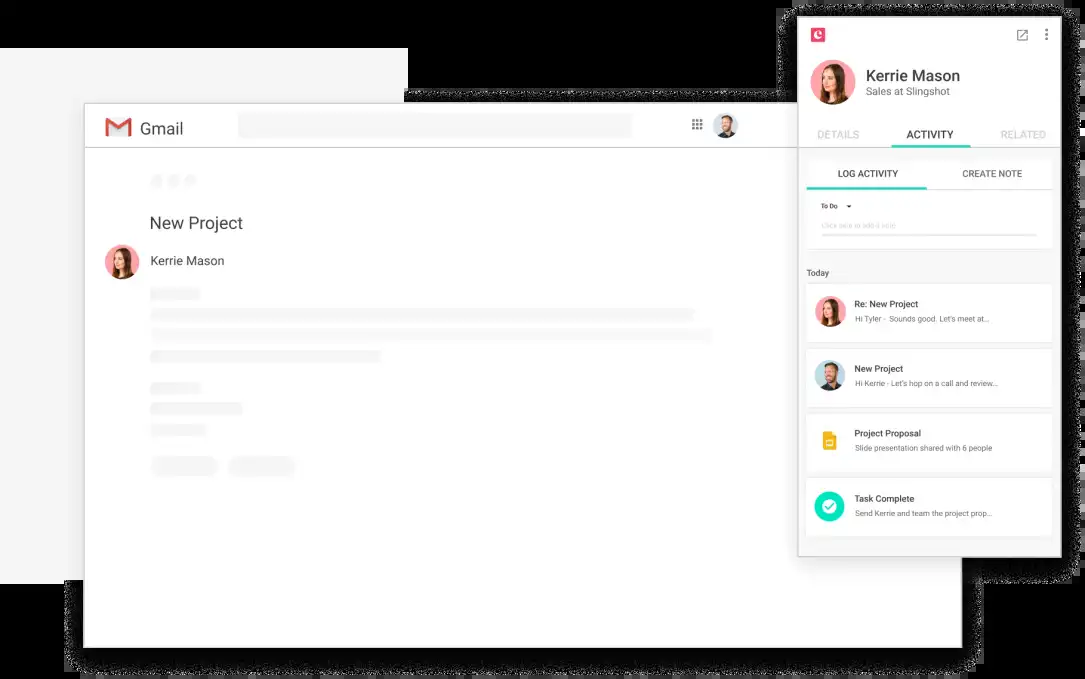 Gmail
New Project
Kerrie Mason
Kerrie Mason
Sales at Slingshot
DETAILS
ACTIVITY
RELATED
LOG ACTIVITY
CREATE NOTE
To Do
Click here to add a note
Today
Re: New Project
Hi Tyler - Sounds good. Let's meet at...
New Project
Hi Kerrie - Let's hop on a call and review...
Project Proposal
Slide presentation shared with 6 people
Task Complete
Send Kerrie and team the project prop...